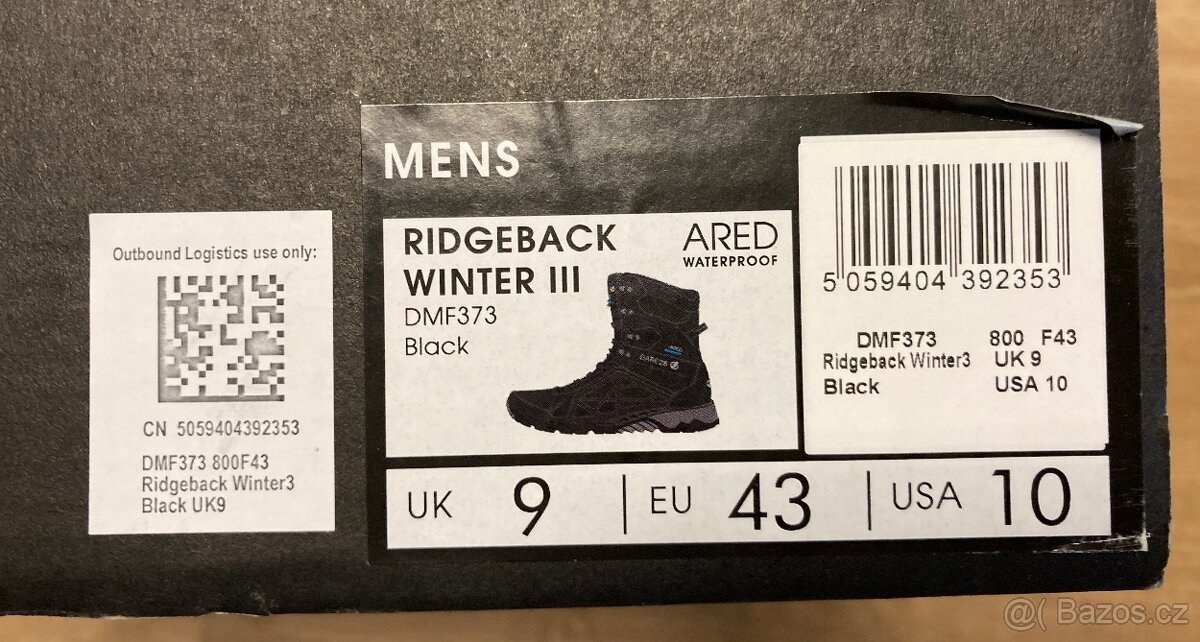 Outbound Logistics use only:
CN 5059404392353
DMF373 800F43
Ridgeback Winter3
Black UK9
MENS
RIDGEBACK
WINTER III
DMF373
Black
ARED
WATERPROOF
DARE2B
5 059404 392353
DMF373 800 F43
Ridgeback Winter3 UK 9
Black USA 10
UK 9 EU 43 USA 10
@( Bazos.cz